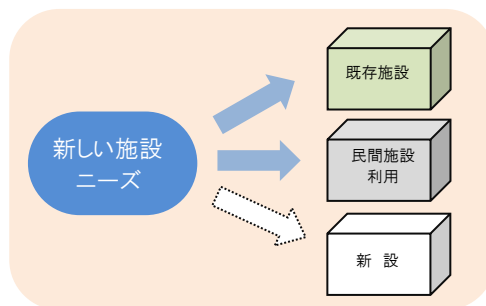 新しい施設
ニーズ
既存施設
民間施設
利用
新 設